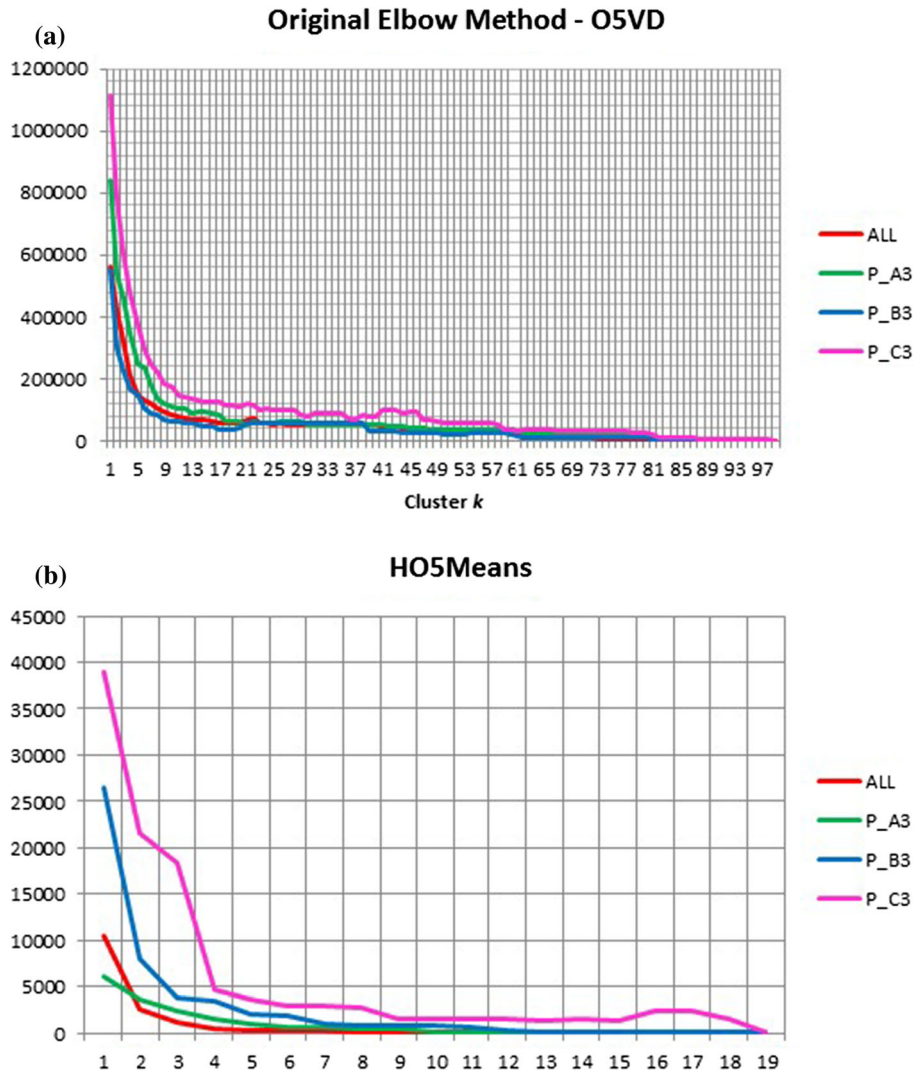 (a) Original Elbow Method - O5VD
1200000
1000000
800000
600000
400000
200000
0
1 5 9 13 17 21 25 29 33 37 41 45 49 53 57 61 65 69 73 77 81 85 89 93 97
Cluster k
ALL
P_A3
P_B3
P_C3
(b) HO5Means
45000
40000
35000
30000
25000
20000
15000
10000
5000
0
1 2 3 4 5 6 7 8 9 10 11 12 13 14 15 16 17 18 19
ALL
P_A3
P_B3
P_C3